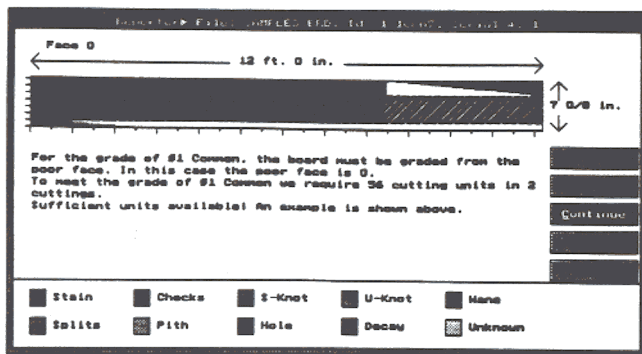 Face 0
12 ft. 0 in.
7 0/8 in.
For the grade of #1 Common, the board must be graded from the
poor face. In this case the poor face is 0.
To meet the grade of #1 Common we require 56 cutting units in 2
cuttings.
Sufficient units available! An example is shown above.
Continue
Stain Checks S-Knot U-Knot Wane
Splits Pith Hole Decay Unknown